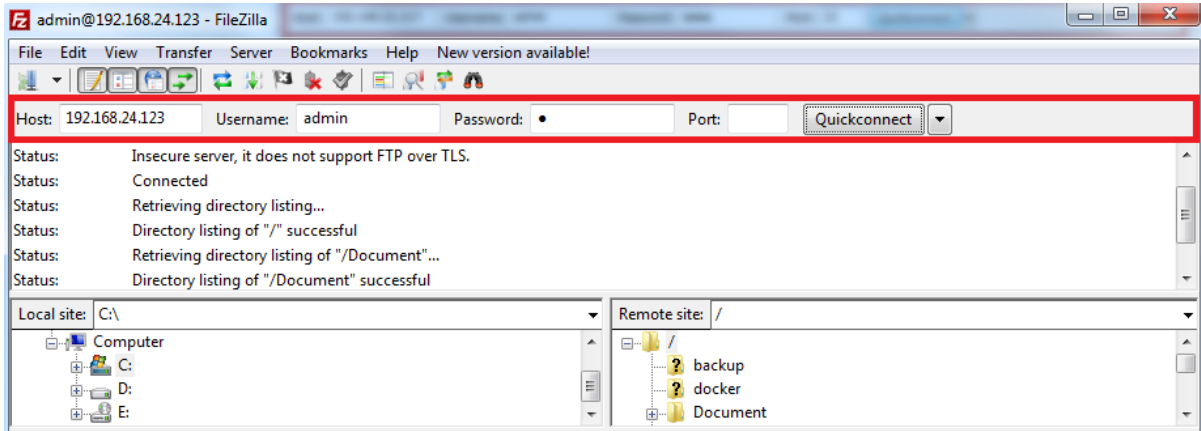 admin@192.168.24.123 - FileZilla
File Edit View Transfer Server Bookmarks Help New version available!
Host: 192.168.24.123 Username: admin Password: ● Port: Quickconnect
Status: Insecure server, it does not support FTP over TLS.
Status: Connected
Status: Retrieving directory listing...
Status: Directory listing of "/" successful
Status: Retrieving directory listing of "/Document"...
Status: Directory listing of "/Document" successful
Local site: C:\
Computer
C:
D:
E:
Remote site: /
/
backup
docker
Document